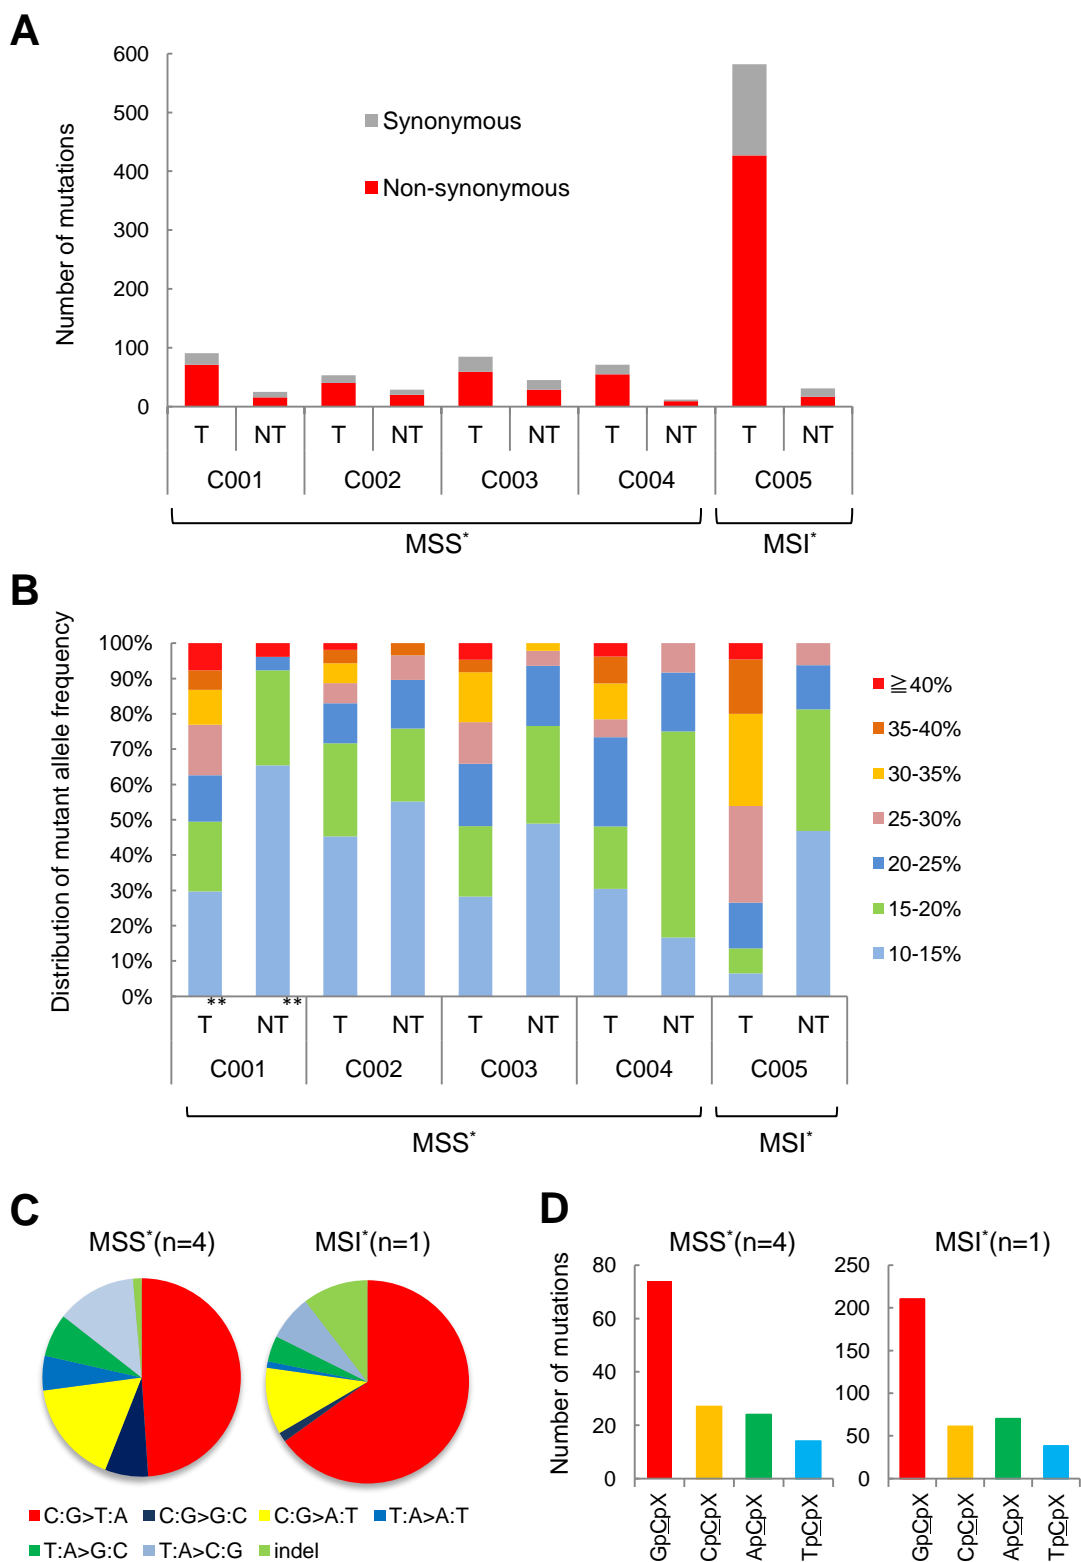 A
600
500
400
300
200
100
0
Number of mutations
Synonymous
Non-synonymous
T NT T NT T NT T NT T NT
C001 C002 C003 C004 C005
MSS* MSI*
B
Distribution of mutant allele frequency
100%
90%
80%
70%
60%
50%
40%
30%
20%
10%
0%
≧40%
35-40%
30-35%
25-30%
20-25%
15-20%
10-15%
** **
T NT T NT T NT T NT T NT
C001 C002 C003 C004 C005
MSS* MSI*
C
MSS*(n=4) MSI*(n=1)
C:G>T:A C:G>G:C C:G>A:T T:A>A:T
T:A>G:C T:A>C:G indel
D
MSS*(n=4) MSI*(n=1)
Number of mutations
80
60
40
20
0
GpCpX CpCpX ApCpX TpCpX
250
200
150
100
50
0
GpCpX CpCpX ApCpX TpCpX